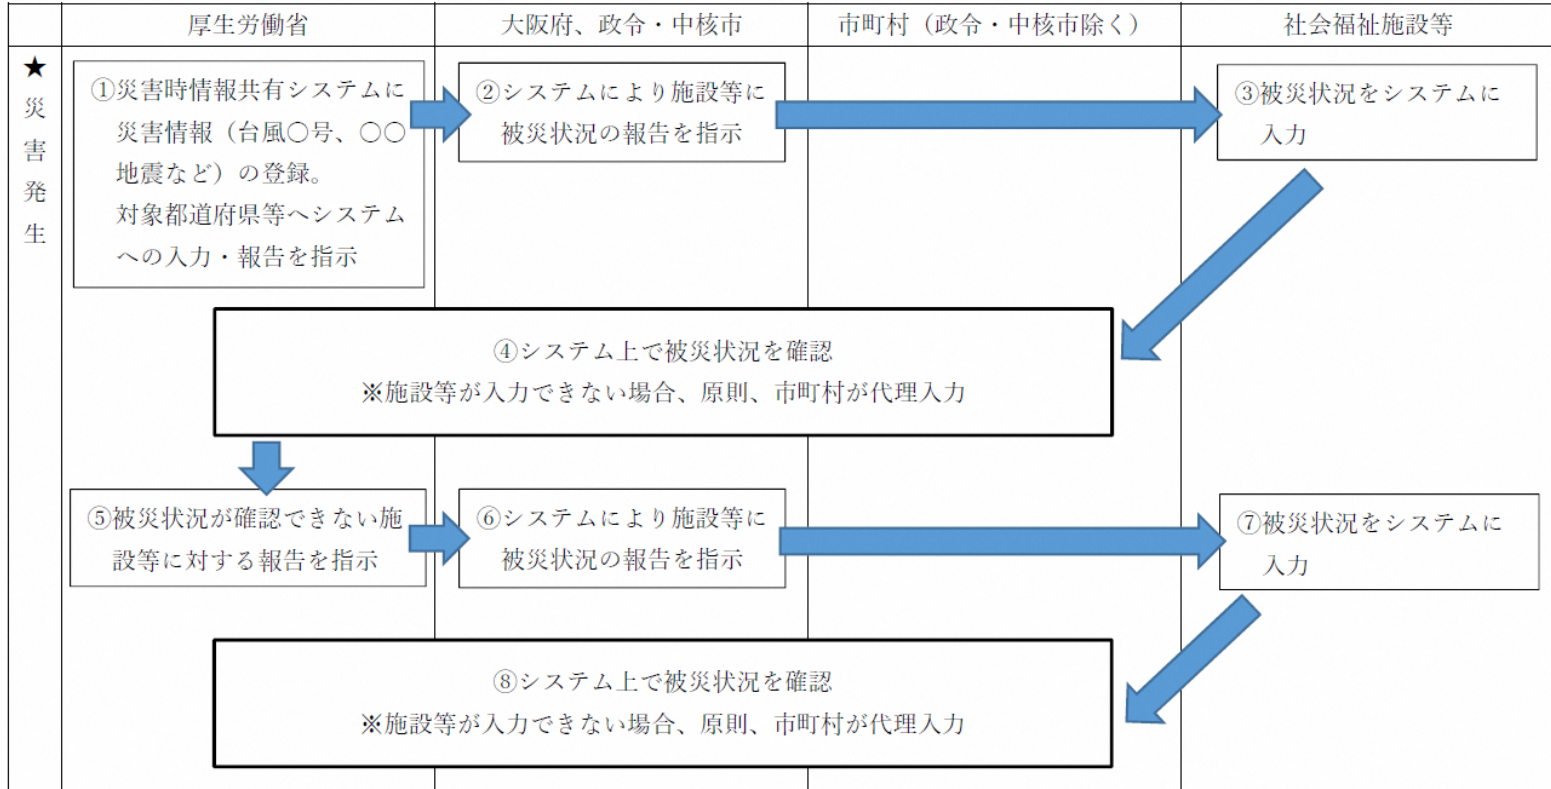 厚生労働省
大阪府、政令・中核市
市町村（政令・中核市除く）
社会福祉施設等
★
災
害
発
生
①災害時情報共有システムに
災害情報（台風〇号、〇〇
地震など）の登録。
対象都道府県等へシステム
への入力・報告を指示
②システムにより施設等に
被災状況の報告を指示
③被災状況をシステムに
入力
④システム上で被災状況を確認
※施設等が入力できない場合、原則、市町村が代理入力
⑤被災状況が確認できない施
設等に対する報告を指示
⑥システムにより施設等に
被災状況の報告を指示
⑦被災状況をシステムに
入力
⑧システム上で被災状況を確認
※施設等が入力できない場合、原則、市町村が代理入力